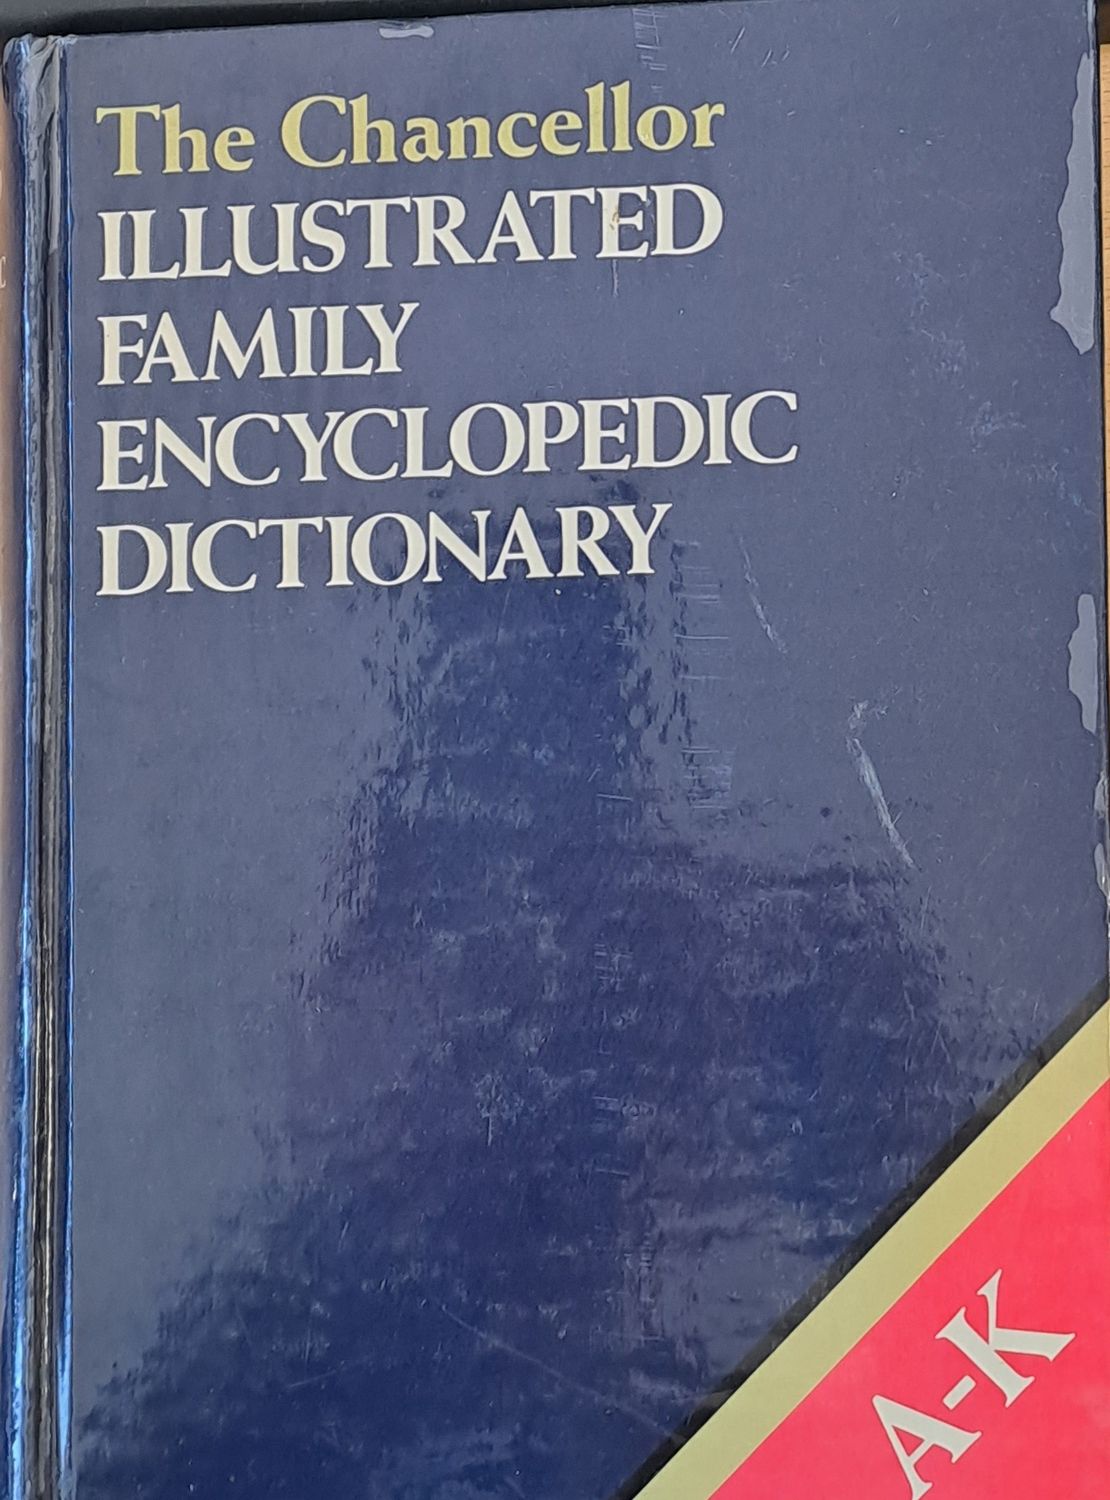 The Chancellor
ILLUSTRATED
FAMILY
ENCYCLOPEDIC
DICTIONARY
A-K